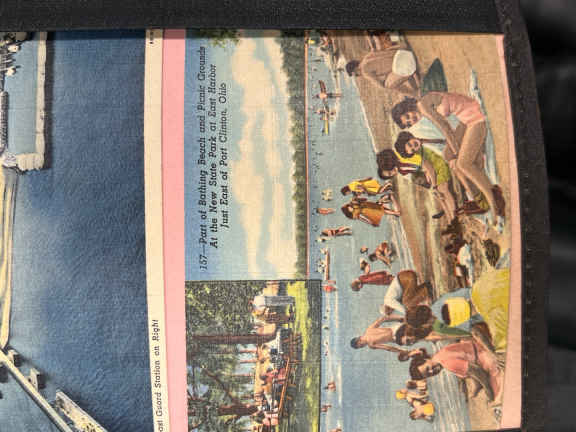 157—Part of Bathing Beach and Picnic Grounds
At the New State Park at East Harbor
Just East of Port Clinton, Ohio
Guard Station on Right